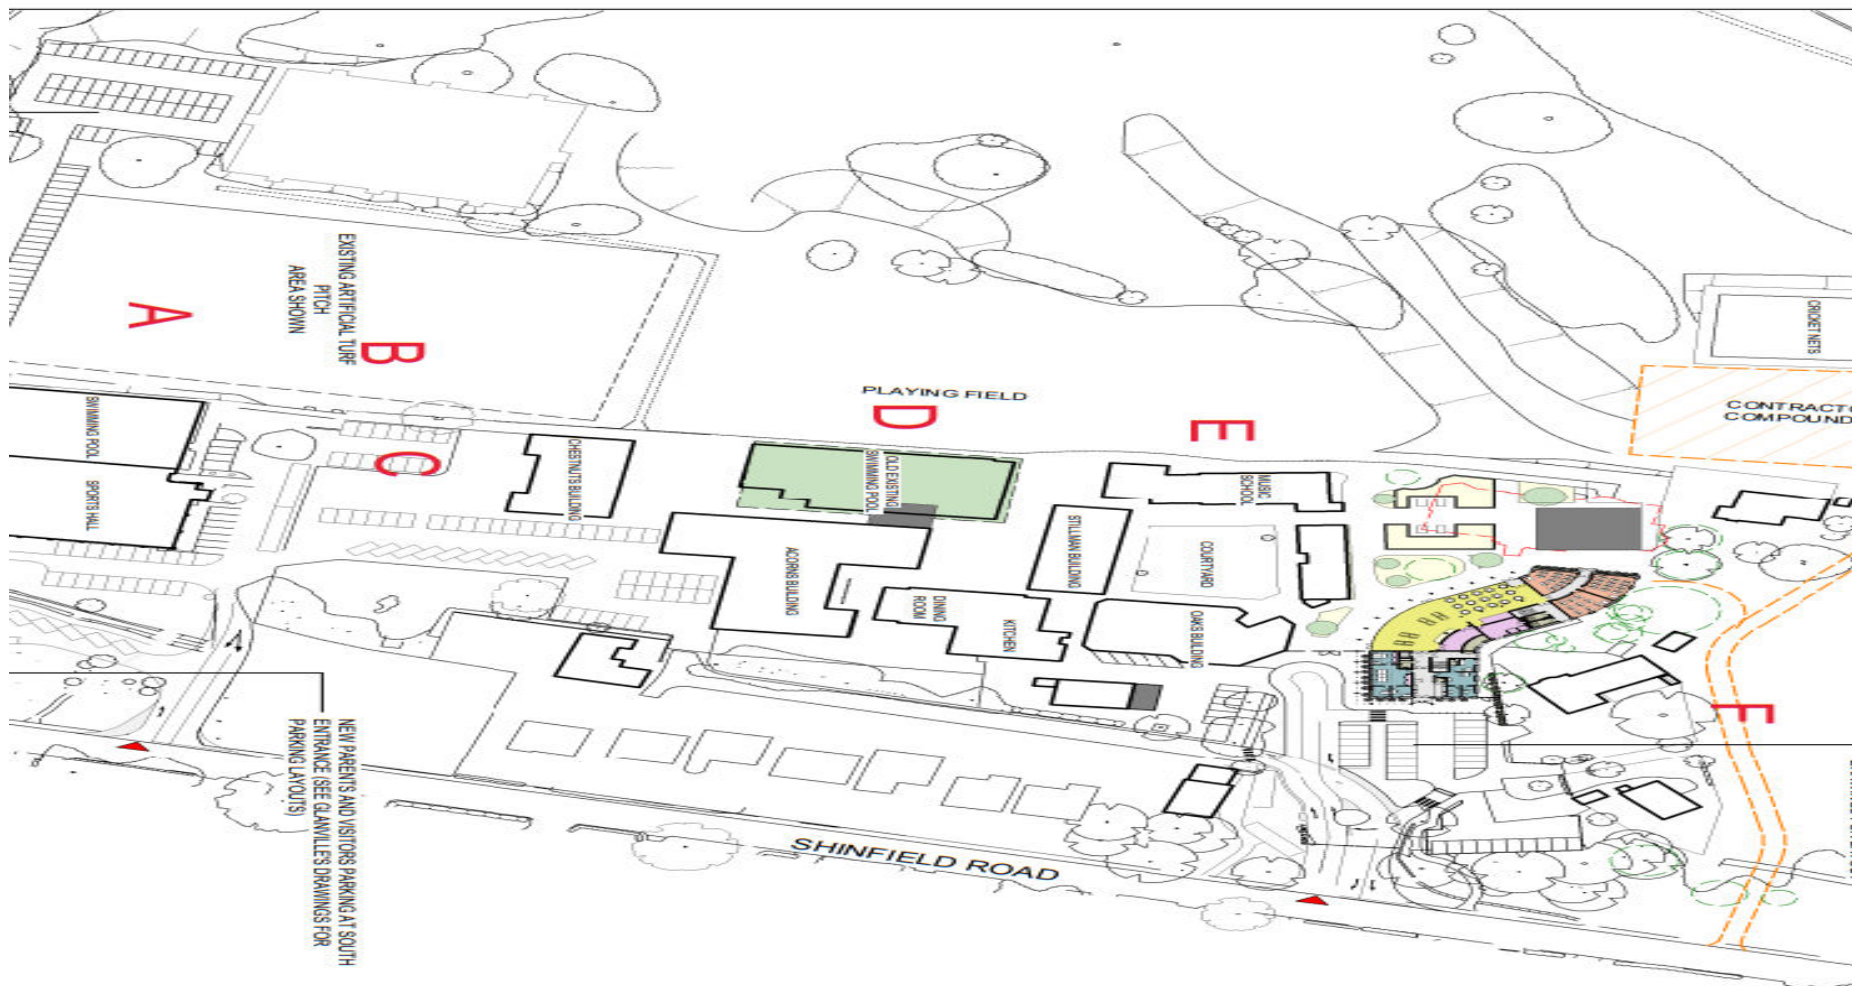 EXISTING ARTIFICIAL TURF
PITCH
AREA SHOWN
A
B
C
D
E
F
PLAYING FIELD
CRICKET NETS
CONTRACTO
COMPOUND
SWIMMING POOL
SPORTS HALL
CHESTNUTS BUILDING
OLD EXISTING
SWIMMING POOL
MUSIC
SCHOOL
STILLMAN BUILDING
COURTYARD
ACORNS BUILDING
DINING
ROOM
KITCHEN
OAKS BUILDING
NEW PARENTS AND VISITORS PARKING AT SOUTH
ENTRANCE (SEE GLANVILLE'S DRAWINGS FOR
PARKING LAYOUTS)
SHINFIELD ROAD